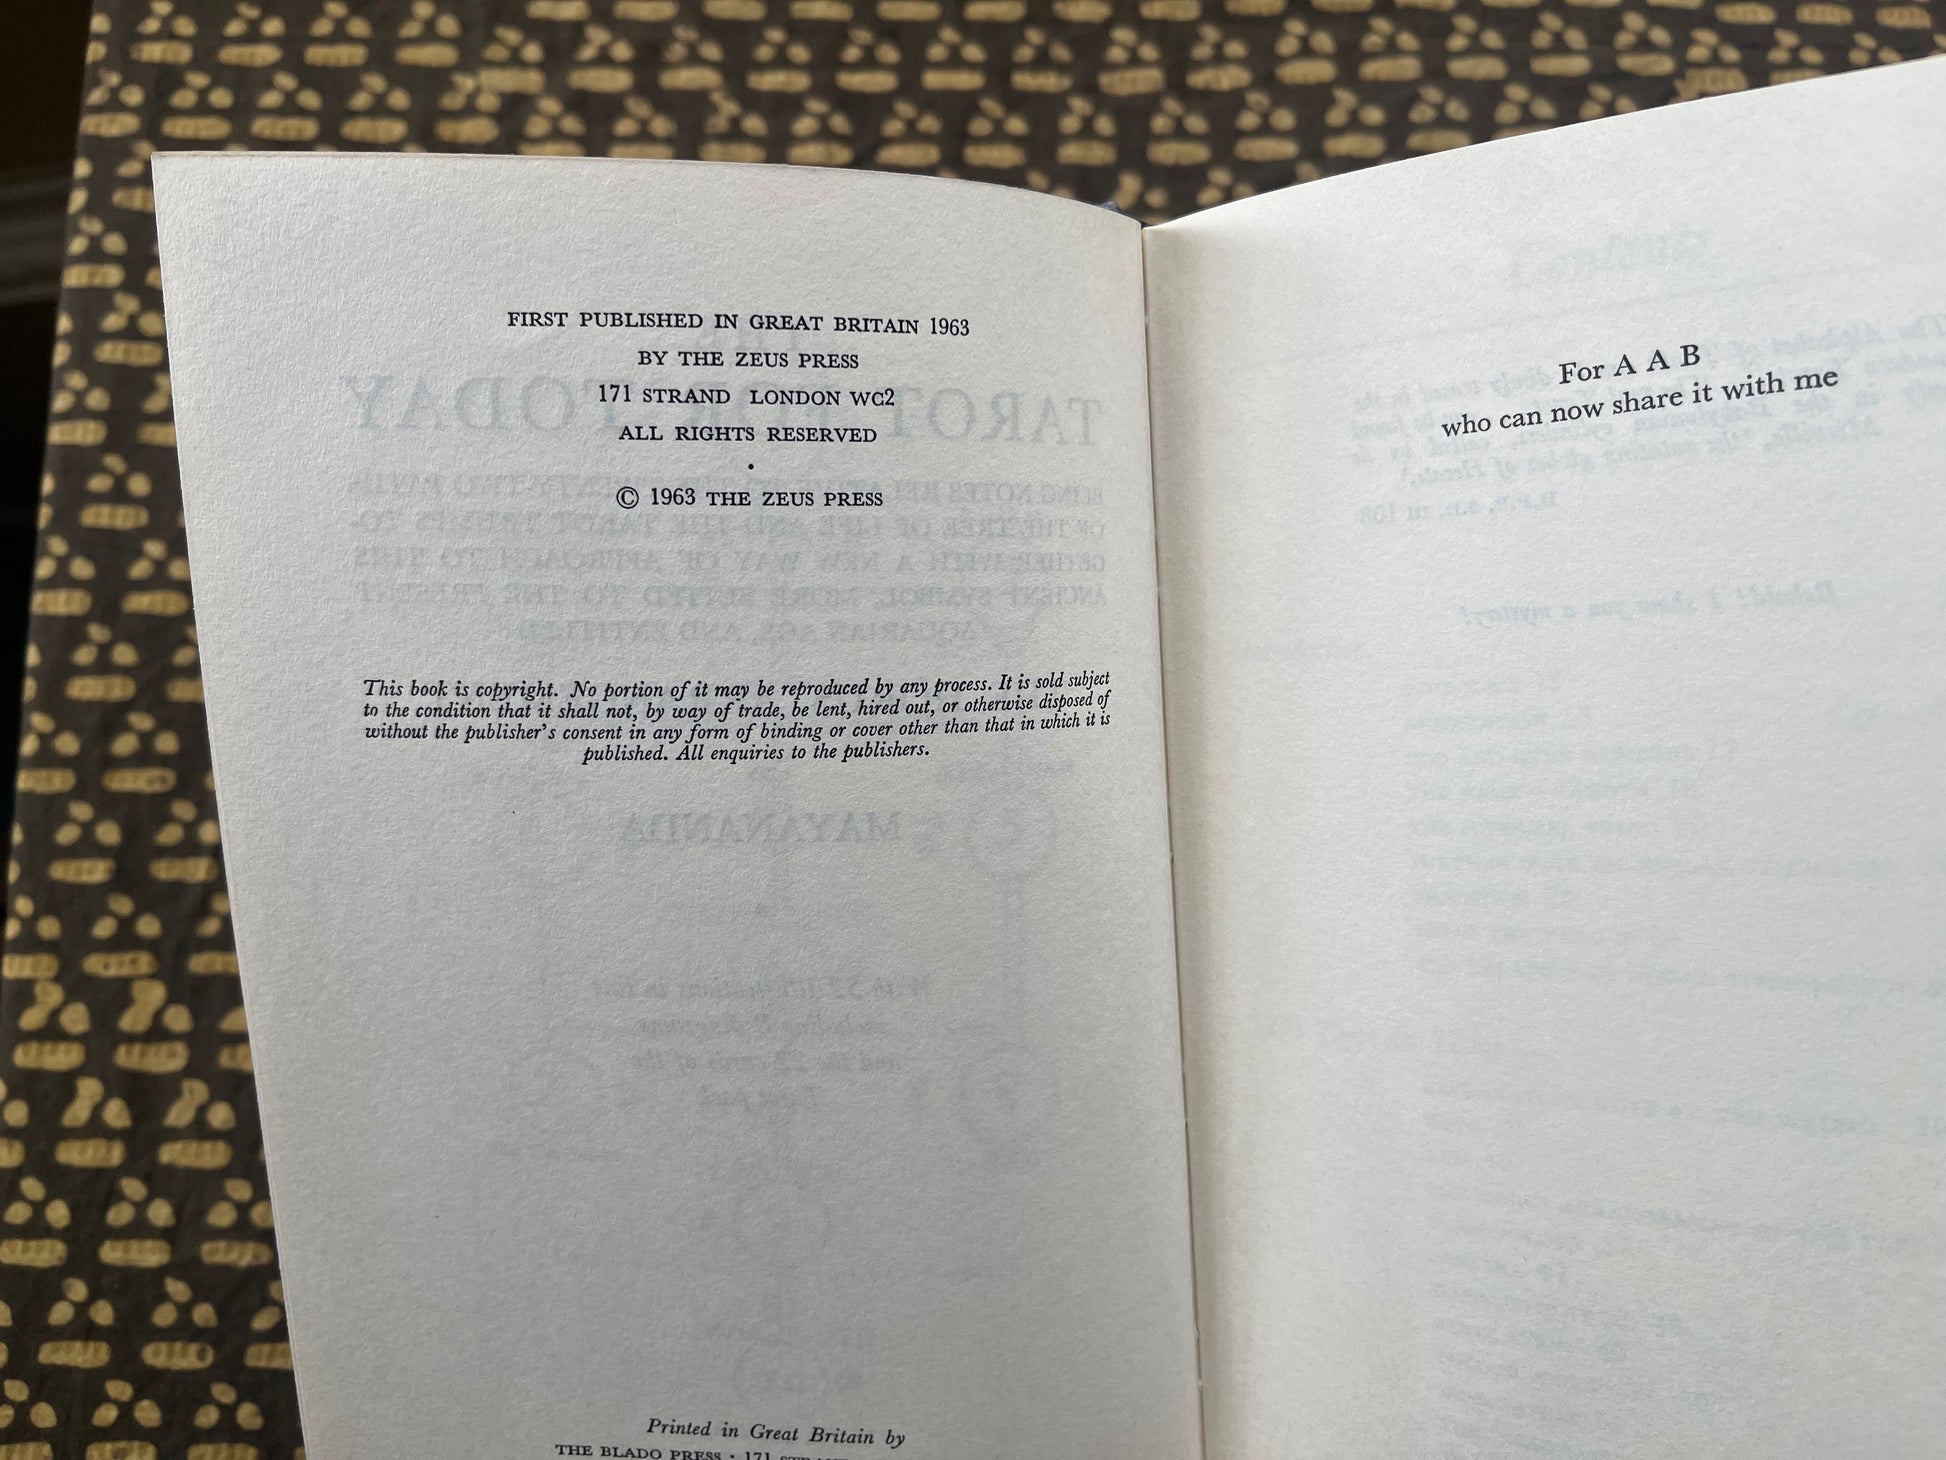 FIRST PUBLISHED IN GREAT BRITAIN 1963
BY THE ZEUS PRESS
171 STRAND LONDON WC2
ALL RIGHTS RESERVED
·
© 1963 THE ZEUS PRESS
This book is copyright. No portion of it may be reproduced by any process. It is sold subject
to the condition that it shall not, by way of trade, be lent, hired out, or otherwise disposed of
without the publisher's consent in any form of binding or cover other than that in which it is
published. All enquiries to the publishers.
Printed in Great Britain by
THE BLADO PRESS · 171
For A A B
who can now share it with me